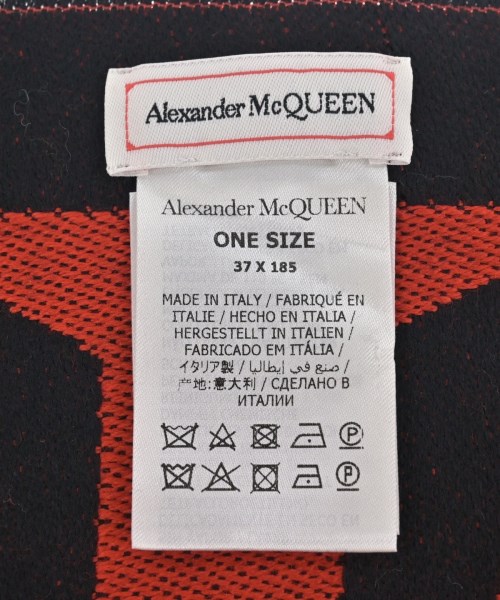 Alexander McQUEEN
Alexander McQUEEN
ONE SIZE
37 X 185
MADE IN ITALY / FABRIQUÉ EN
ITALIE / HECHO EN ITALIA /
HERGESTELLT IN ITALIEN /
FABRICADO EM ITÁLIA /
イタリア製 / صنع في إيطاليا /
产地:意大利 / СДЕЛАНО В
ИТАЛИИ
P
P